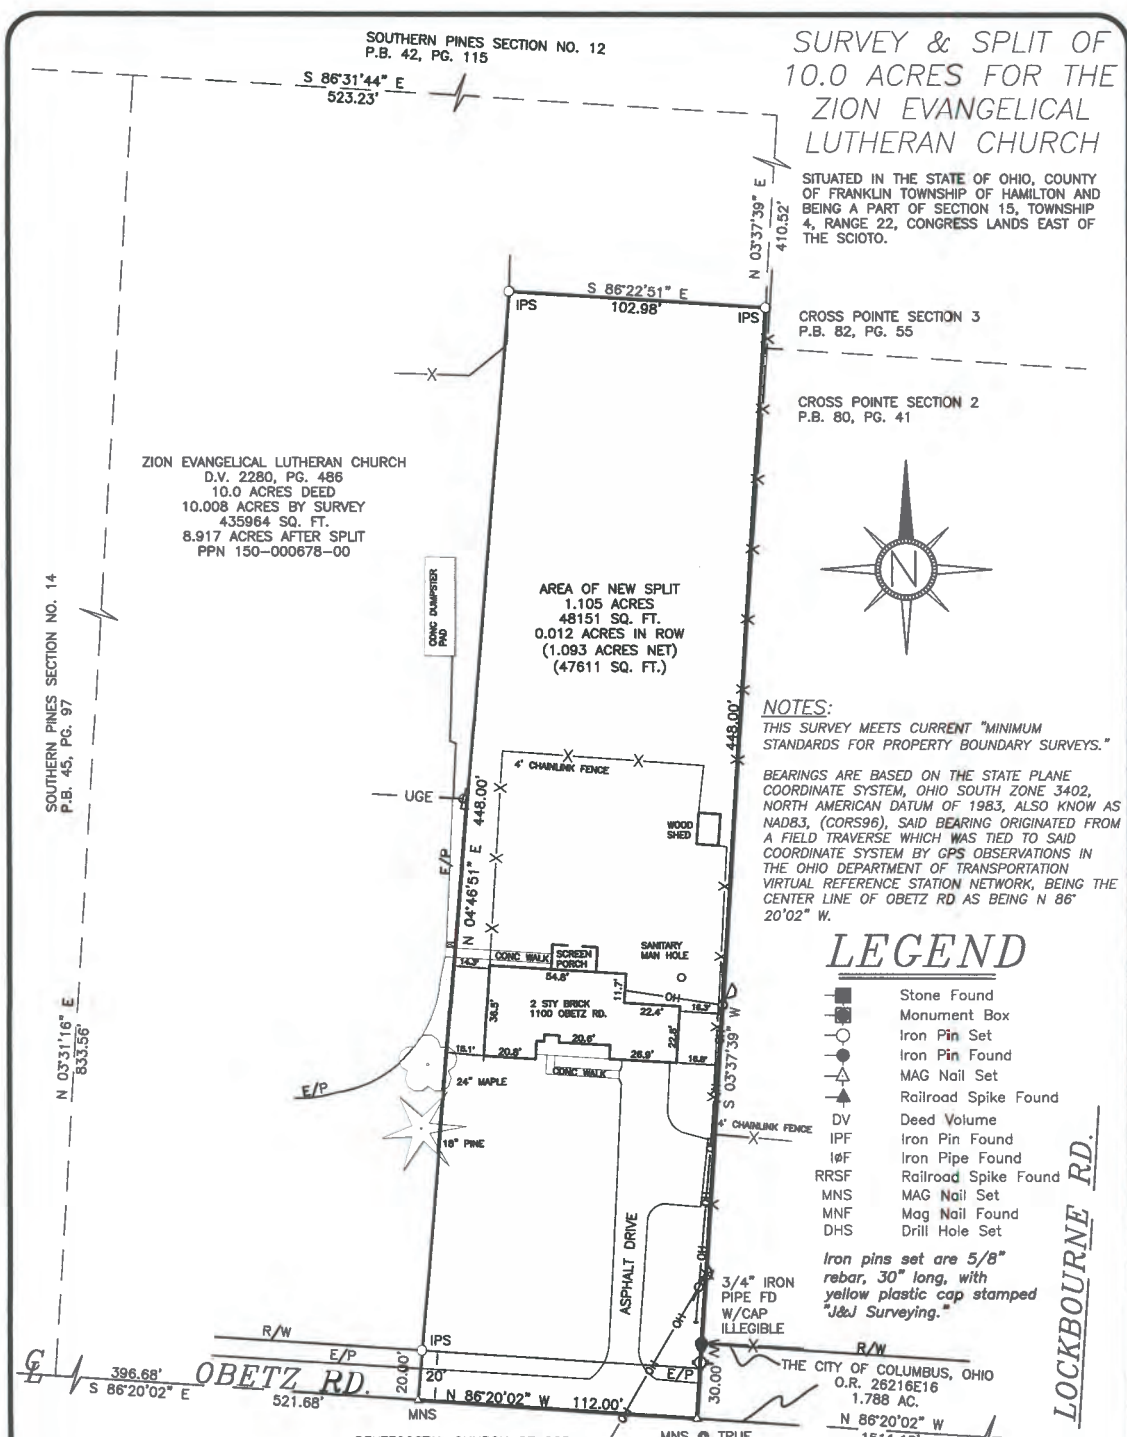 SOUTHERN PINES SECTION NO. 12
P.B. 42, PG. 115
S 86°31'44" E
523.23'
SURVEY & SPLIT OF
10.0 ACRES FOR THE
ZION EVANGELICAL
LUTHERAN CHURCH
SITUATED IN THE STATE OF OHIO, COUNTY
OF FRANKLIN TOWNSHIP OF HAMILTON AND
BEING A PART OF SECTION 15, TOWNSHIP
4, RANGE 22, CONGRESS LANDS EAST OF
THE SCIOTO.
N 03°37'39" E
410.52'
S 86°22'51" E
102.98'
IPS
IPS
CROSS POINTE SECTION 3
P.B. 82, PG. 55
CROSS POINTE SECTION 2
P.B. 80, PG. 41
X
ZION EVANGELICAL LUTHERAN CHURCH
D.V. 2280, PG. 486
10.0 ACRES DEED
10.008 ACRES BY SURVEY
435964 SQ. FT.
8.917 ACRES AFTER SPLIT
PPN 150-000678-00
N
CONC DUMPSTER
PAD
AREA OF NEW SPLIT
1.105 ACRES
48151 SQ. FT.
0.012 ACRES IN ROW
(1.093 ACRES NET)
(47611 SQ. FT.)
SOUTHERN PINES SECTION NO. 14
P.B. 45, PG. 97
448.00'
NOTES:
THIS SURVEY MEETS CURRENT "MINIMUM
STANDARDS FOR PROPERTY BOUNDARY SURVEYS."
BEARINGS ARE BASED ON THE STATE PLANE
COORDINATE SYSTEM, OHIO SOUTH ZONE 3402,
NORTH AMERICAN DATUM OF 1983, ALSO KNOW AS
NAD83, (CORS96), SAID BEARING ORIGINATED FROM
A FIELD TRAVERSE WHICH WAS TIED TO SAID
COORDINATE SYSTEM BY GPS OBSERVATIONS IN
THE OHIO DEPARTMENT OF TRANSPORTATION
VIRTUAL REFERENCE STATION NETWORK, BEING THE
CENTER LINE OF OBETZ RD AS BEING N 86°
20'02" W.
4' CHAINLINK FENCE
UGE
N 04°46'51" E 448.00'
WOOD
SHED
E/P
CONC WALK
SCREEN
PORCH
SANITARY
MAN HOLE
14.3'
54.8'
11.7'
OH
36.5'
2 STY BRICK
1100 OBETZ RD.
22.4'
16.3'
22.8'
15.1'
20.8'
20.6'
26.9'
16.8'
CONC WALK
24" MAPLE
18" PINE
E/P
N 03°31'16" E
833.56'
S 03°37'39" W
4' CHAINLINK FENCE
X
LEGEND
Stone Found
Monument Box
Iron Pin Set
Iron Pin Found
MAG Nail Set
Railroad Spike Found
DV Deed Volume
IPF Iron Pin Found
IøF Iron Pipe Found
RRSF Railroad Spike Found
MNS MAG Nail Set
MNF Mag Nail Found
DHS Drill Hole Set
Iron pins set are 5/8"
rebar, 30" long, with
yellow plastic cap stamped
"J&J Surveying."
LOCKBOURNE RD.
ASPHALT DRIVE
OH
OH
OH
OH
3/4" IRON
PIPE FD
W/CAP
ILLEGIBLE
R/W
IPS
E/P
E/P
R/W
THE CITY OF COLUMBUS, OHIO
O.R. 26216E16
1.788 AC.
CL
396.68'
S 86°20'02" E
OBETZ RD.
521.68'
20.00'
20'
N 86°20'02" W 112.00'
30.00'
MNS
N 86°20'02" W
MNS @ TRUE